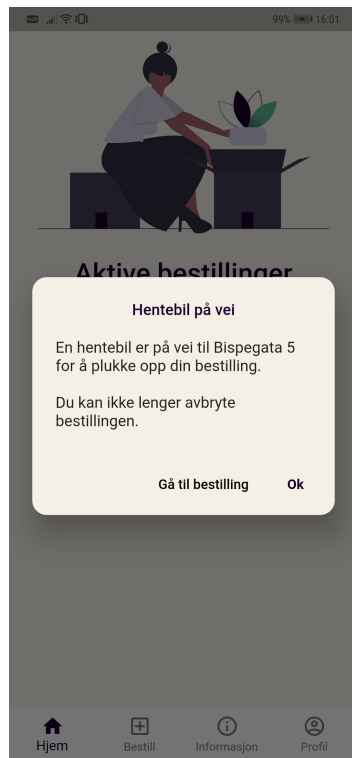 99% 16:01
Aktive bestillinger
Hentebil på vei
En hentebil er på vei til Bispegata 5
for å plukke opp din bestilling.
Du kan ikke lenger avbryte
bestillingen.
Gå til bestilling Ok
Hjem Bestill Informasjon Profil